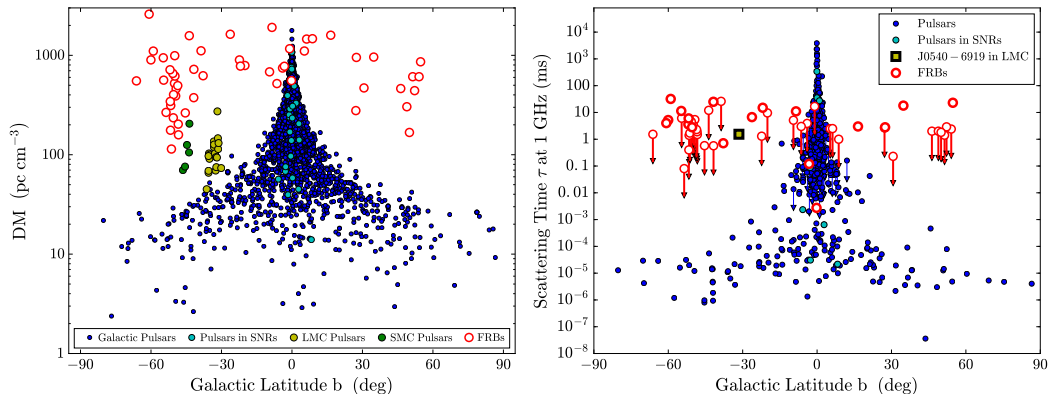 1000
100
10
1
DM (pc cm⁻³)
−90
−60
−30
0
30
60
90
Galactic Latitude b (deg)
Galactic Pulsars
Pulsars in SNRs
LMC Pulsars
SMC Pulsars
FRBs
10⁴
10³
100
10
1
0.1
0.01
10⁻³
10⁻⁴
10⁻⁵
10⁻⁶
10⁻⁷
10⁻⁸
Scattering Time τ at 1 GHz (ms)
−90
−60
−30
0
30
60
90
Galactic Latitude b (deg)
Pulsars
Pulsars in SNRs
J0540−6919 in LMC
FRBs